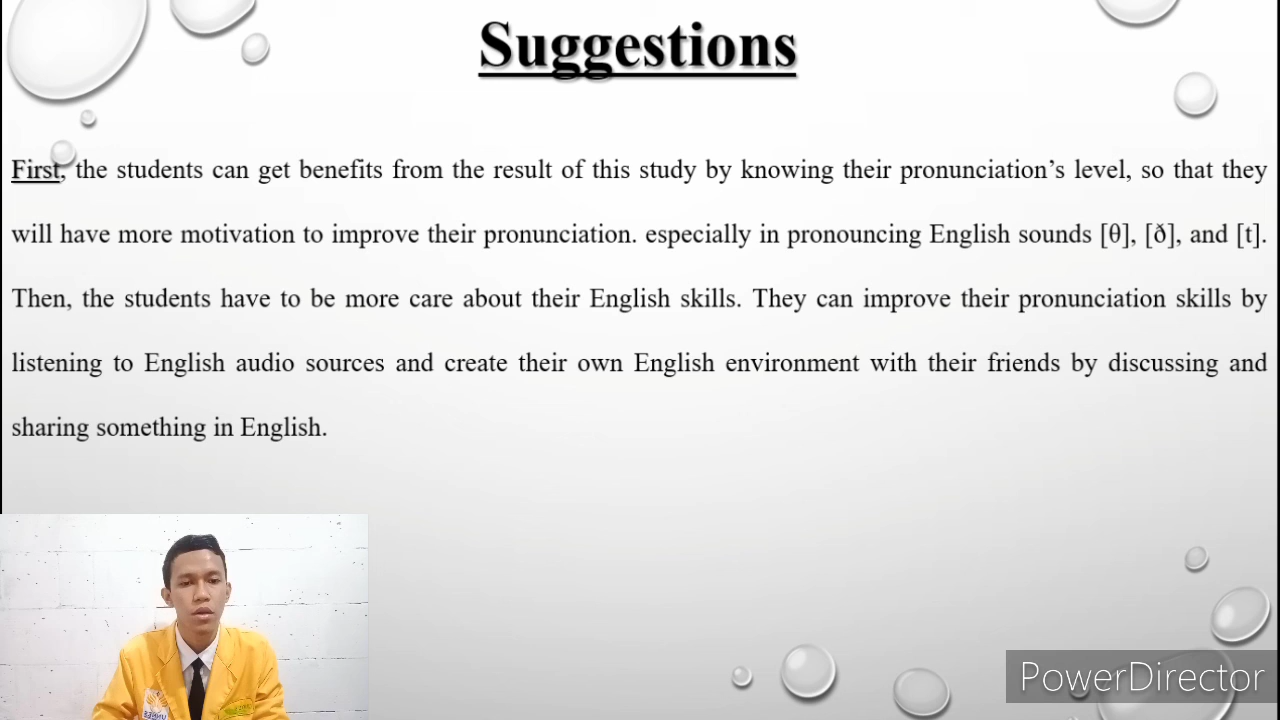 Suggestions
First, the students can get benefits from the result of this study by knowing their pronunciation’s level, so that they
will have more motivation to improve their pronunciation. especially in pronouncing English sounds [θ], [ð], and [t].
Then, the students have to be more care about their English skills. They can improve their pronunciation skills by
listening to English audio sources and create their own English environment with their friends by discussing and
sharing something in English.
PowerDirector